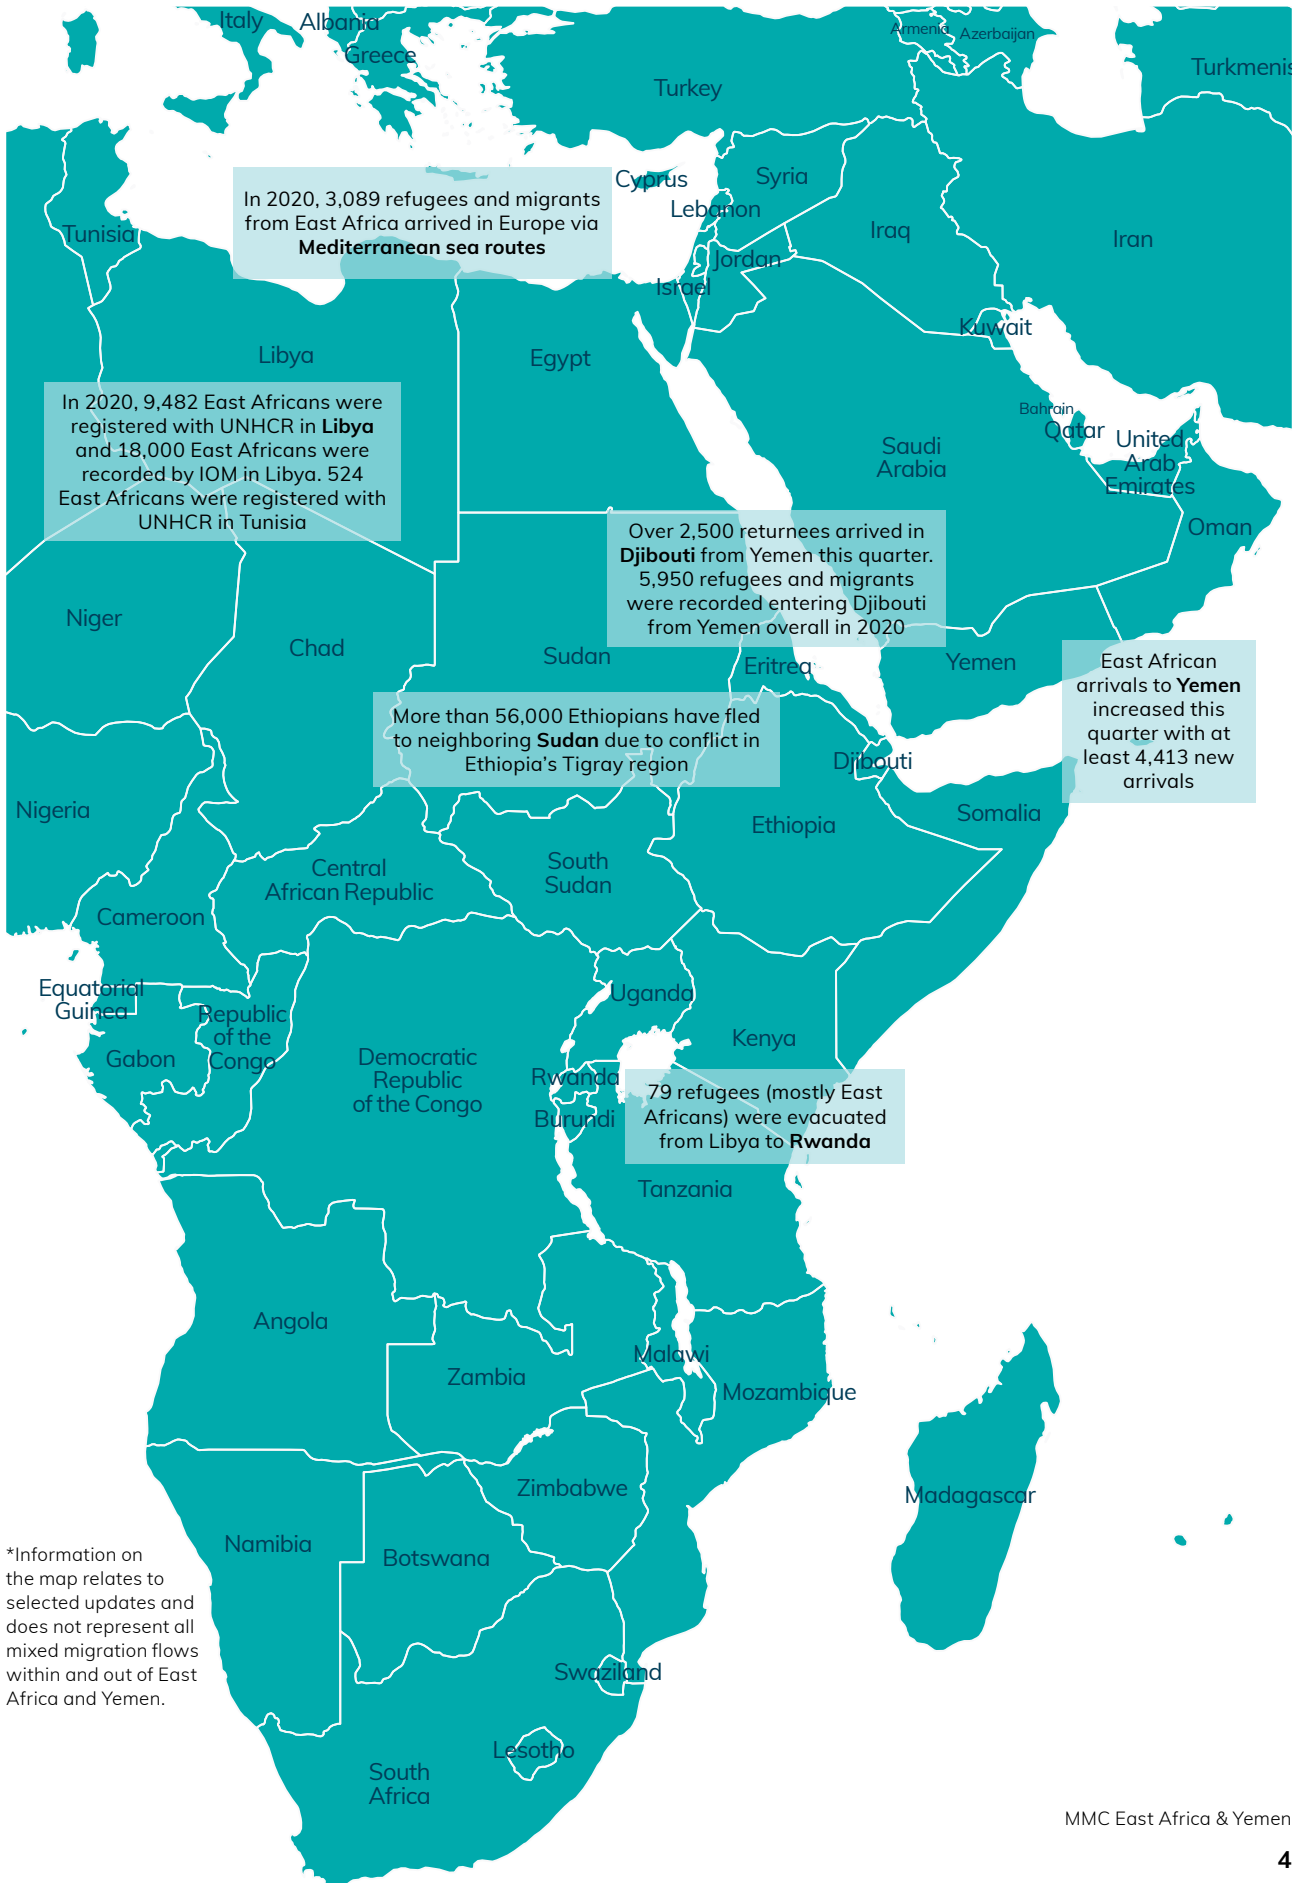 Italy
Albania
Greece
Armenia
Azerbaijan
Turkmenis
Turkey
Cyprus
Syria
Lebanon
Iraq
Iran
Tunisia
Jordan
Israel
In 2020, 3,089 refugees and migrants
from East Africa arrived in Europe via
Mediterranean sea routes
Kuwait
Libya
Egypt
In 2020, 9,482 East Africans were
registered with UNHCR in Libya
and 18,000 East Africans were
recorded by IOM in Libya. 524
East Africans were registered with
UNHCR in Tunisia
Bahrain
Qatar
United
Arab
Emirates
Saudi
Arabia
Oman
Over 2,500 returnees arrived in
Djibouti from Yemen this quarter.
5,950 refugees and migrants
were recorded entering Djibouti
from Yemen overall in 2020
Niger
Chad
Sudan
Eritrea
Yemen
East African
arrivals to Yemen
increased this
quarter with at
least 4,413 new
arrivals
More than 56,000 Ethiopians have fled
to neighboring Sudan due to conflict in
Ethiopia's Tigray region
Djibouti
Nigeria
Ethiopia
Somalia
Central
African Republic
South
Sudan
Cameroon
Equatorial
Guinea
Republic
of the
Congo
Gabon
Uganda
Kenya
Democratic
Republic
of the Congo
Rwanda
Burundi
79 refugees (mostly East
Africans) were evacuated
from Libya to Rwanda
Tanzania
Angola
Zambia
Malawi
Mozambique
Zimbabwe
Madagascar
Namibia
Botswana
*Information on
the map relates to
selected updates and
does not represent all
mixed migration flows
within and out of East
Africa and Yemen.
Swaziland
Lesotho
South
Africa
MMC East Africa & Yemen
4